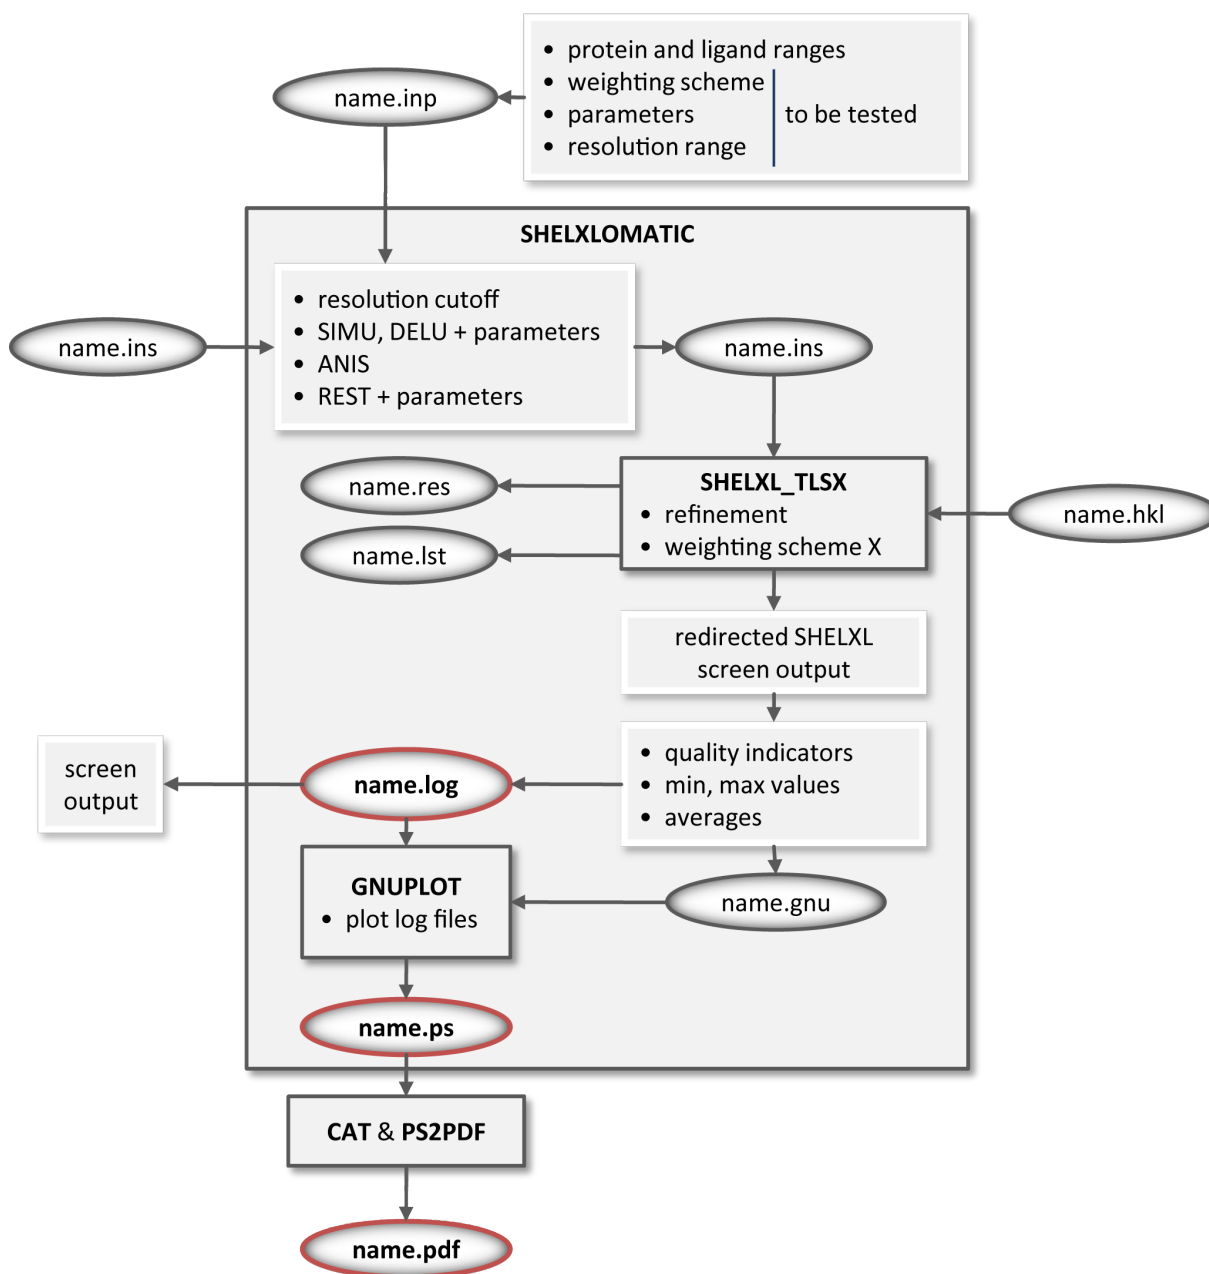 • protein and ligand ranges
• weighting scheme
• parameters
• resolution range
to be tested
name.inp
SHELXLOMATIC
• resolution cutoff
• SIMU, DELU + parameters
• ANIS
• REST + parameters
name.ins
name.ins
SHELXL_TLSX
• refinement
• weighting scheme X
name.res
name.lst
name.hkl
redirected SHELXL
screen output
• quality indicators
• min, max values
• averages
name.log
screen
output
GNUPLOT
• plot log files
name.gnu
name.ps
CAT & PS2PDF
name.pdf